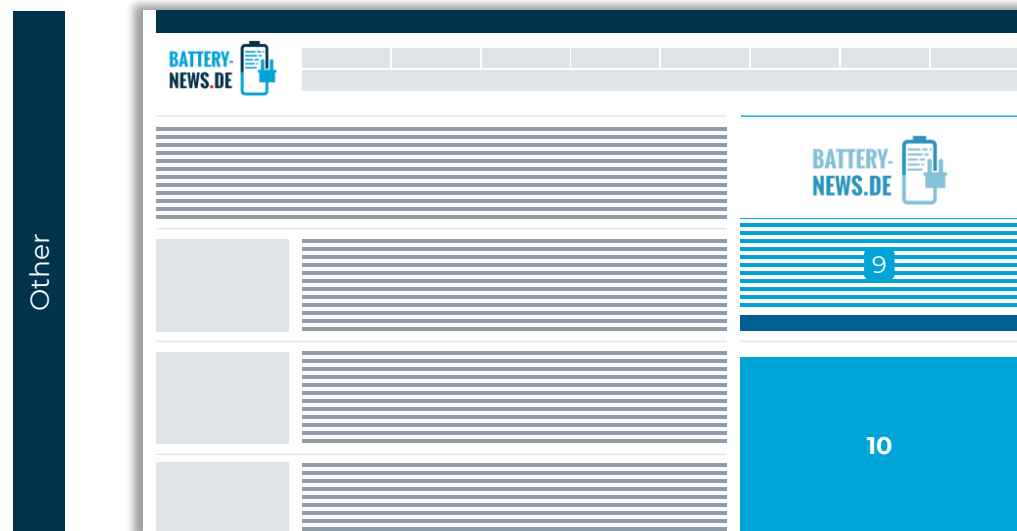 Other
BATTERY-
NEWS.DE
BATTERY-
NEWS.DE
9
10